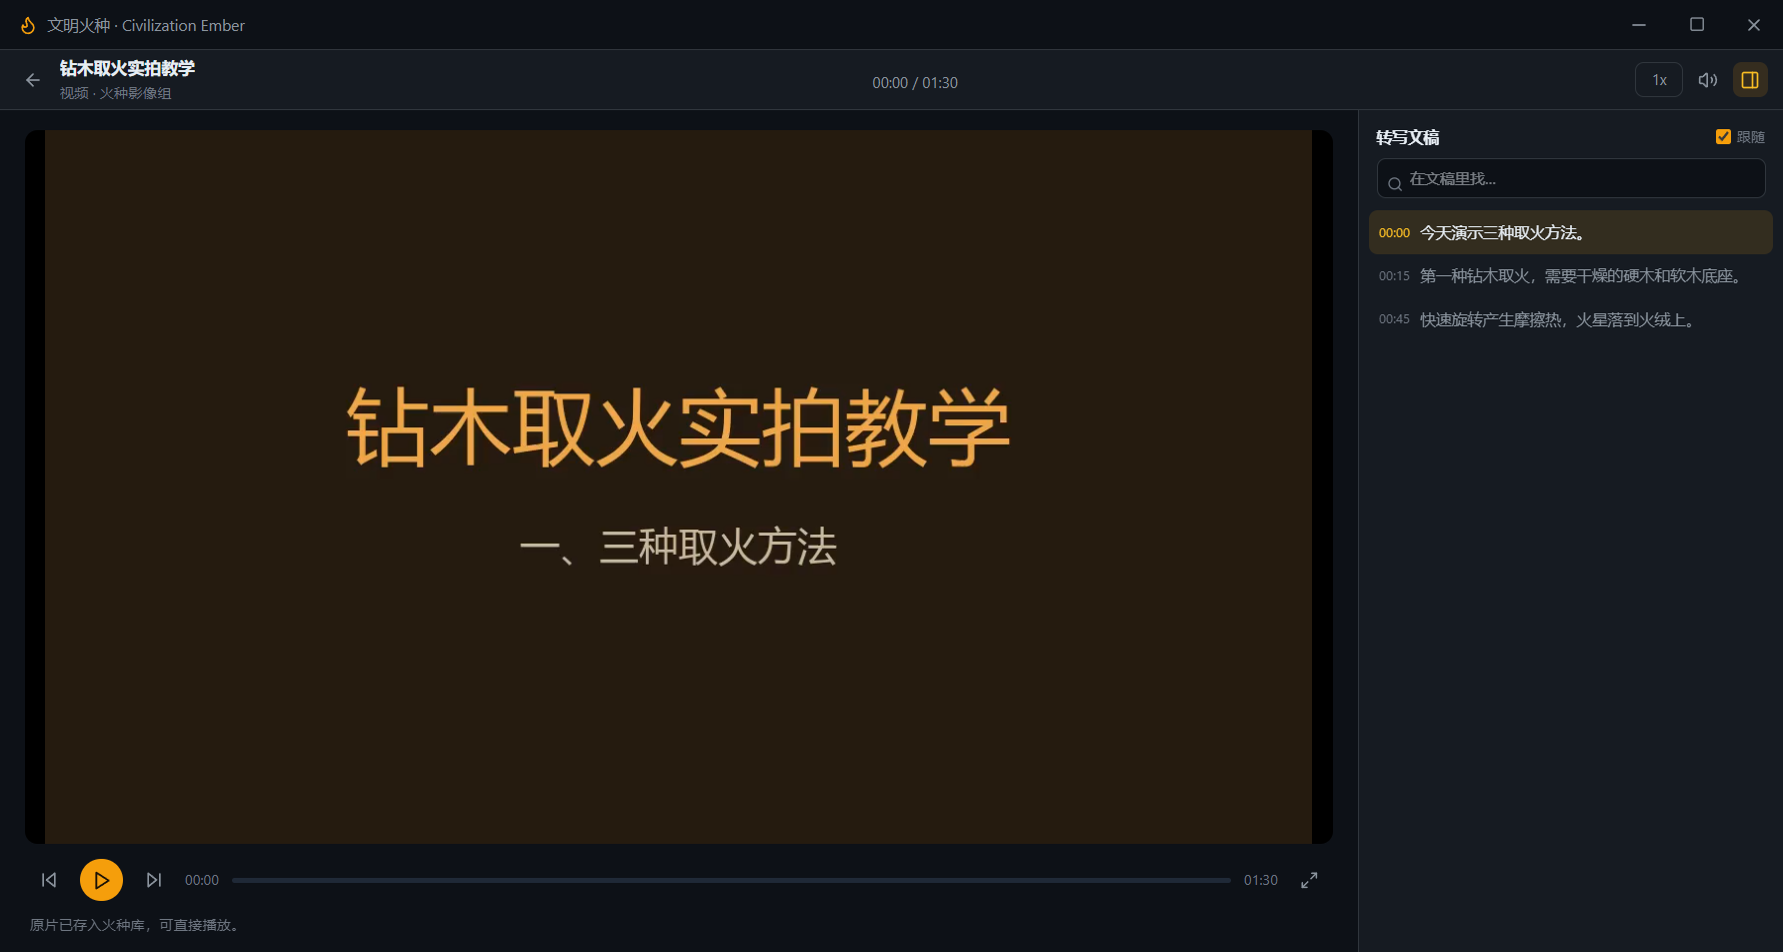 文明火种 · Civilization Ember
钻木取火实拍教学
视频 · 火种影像组
00:00 / 01:30
1x
钻木取火实拍教学
一、三种取火方法
00:00
01:30
原片已存入火种库，可直接播放。
转写文稿
跟随
在文稿里找...
00:00 今天演示三种取火方法。
00:15 第一种钻木取火，需要干燥的硬木和软木底座。
00:45 快速旋转产生摩擦热，火星落到火绒上。